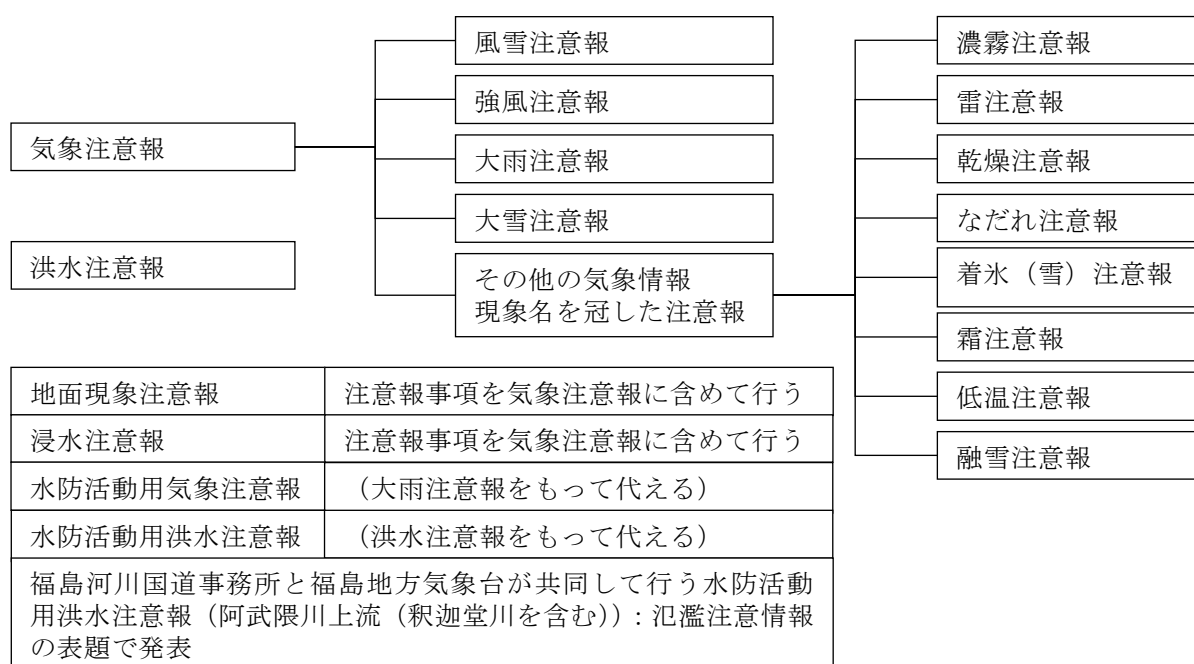 気象注意報
洪水注意報
風雪注意報
強風注意報
大雨注意報
大雪注意報
その他の気象情報
現象名を冠した注意報
濃霧注意報
雷注意報
乾燥注意報
なだれ注意報
着氷（雪）注意報
霜注意報
低温注意報
融雪注意報
地面現象注意報 注意報事項を気象注意報に含めて行う
浸水注意報 注意報事項を気象注意報に含めて行う
水防活動用気象注意報 （大雨注意報をもって代える）
水防活動用洪水注意報 （洪水注意報をもって代える）
福島河川国道事務所と福島地方気象台が共同して行う水防活動
用洪水注意報（阿武隈川上流（釈迦堂川を含む））：氾濫注意情報
の表題で発表